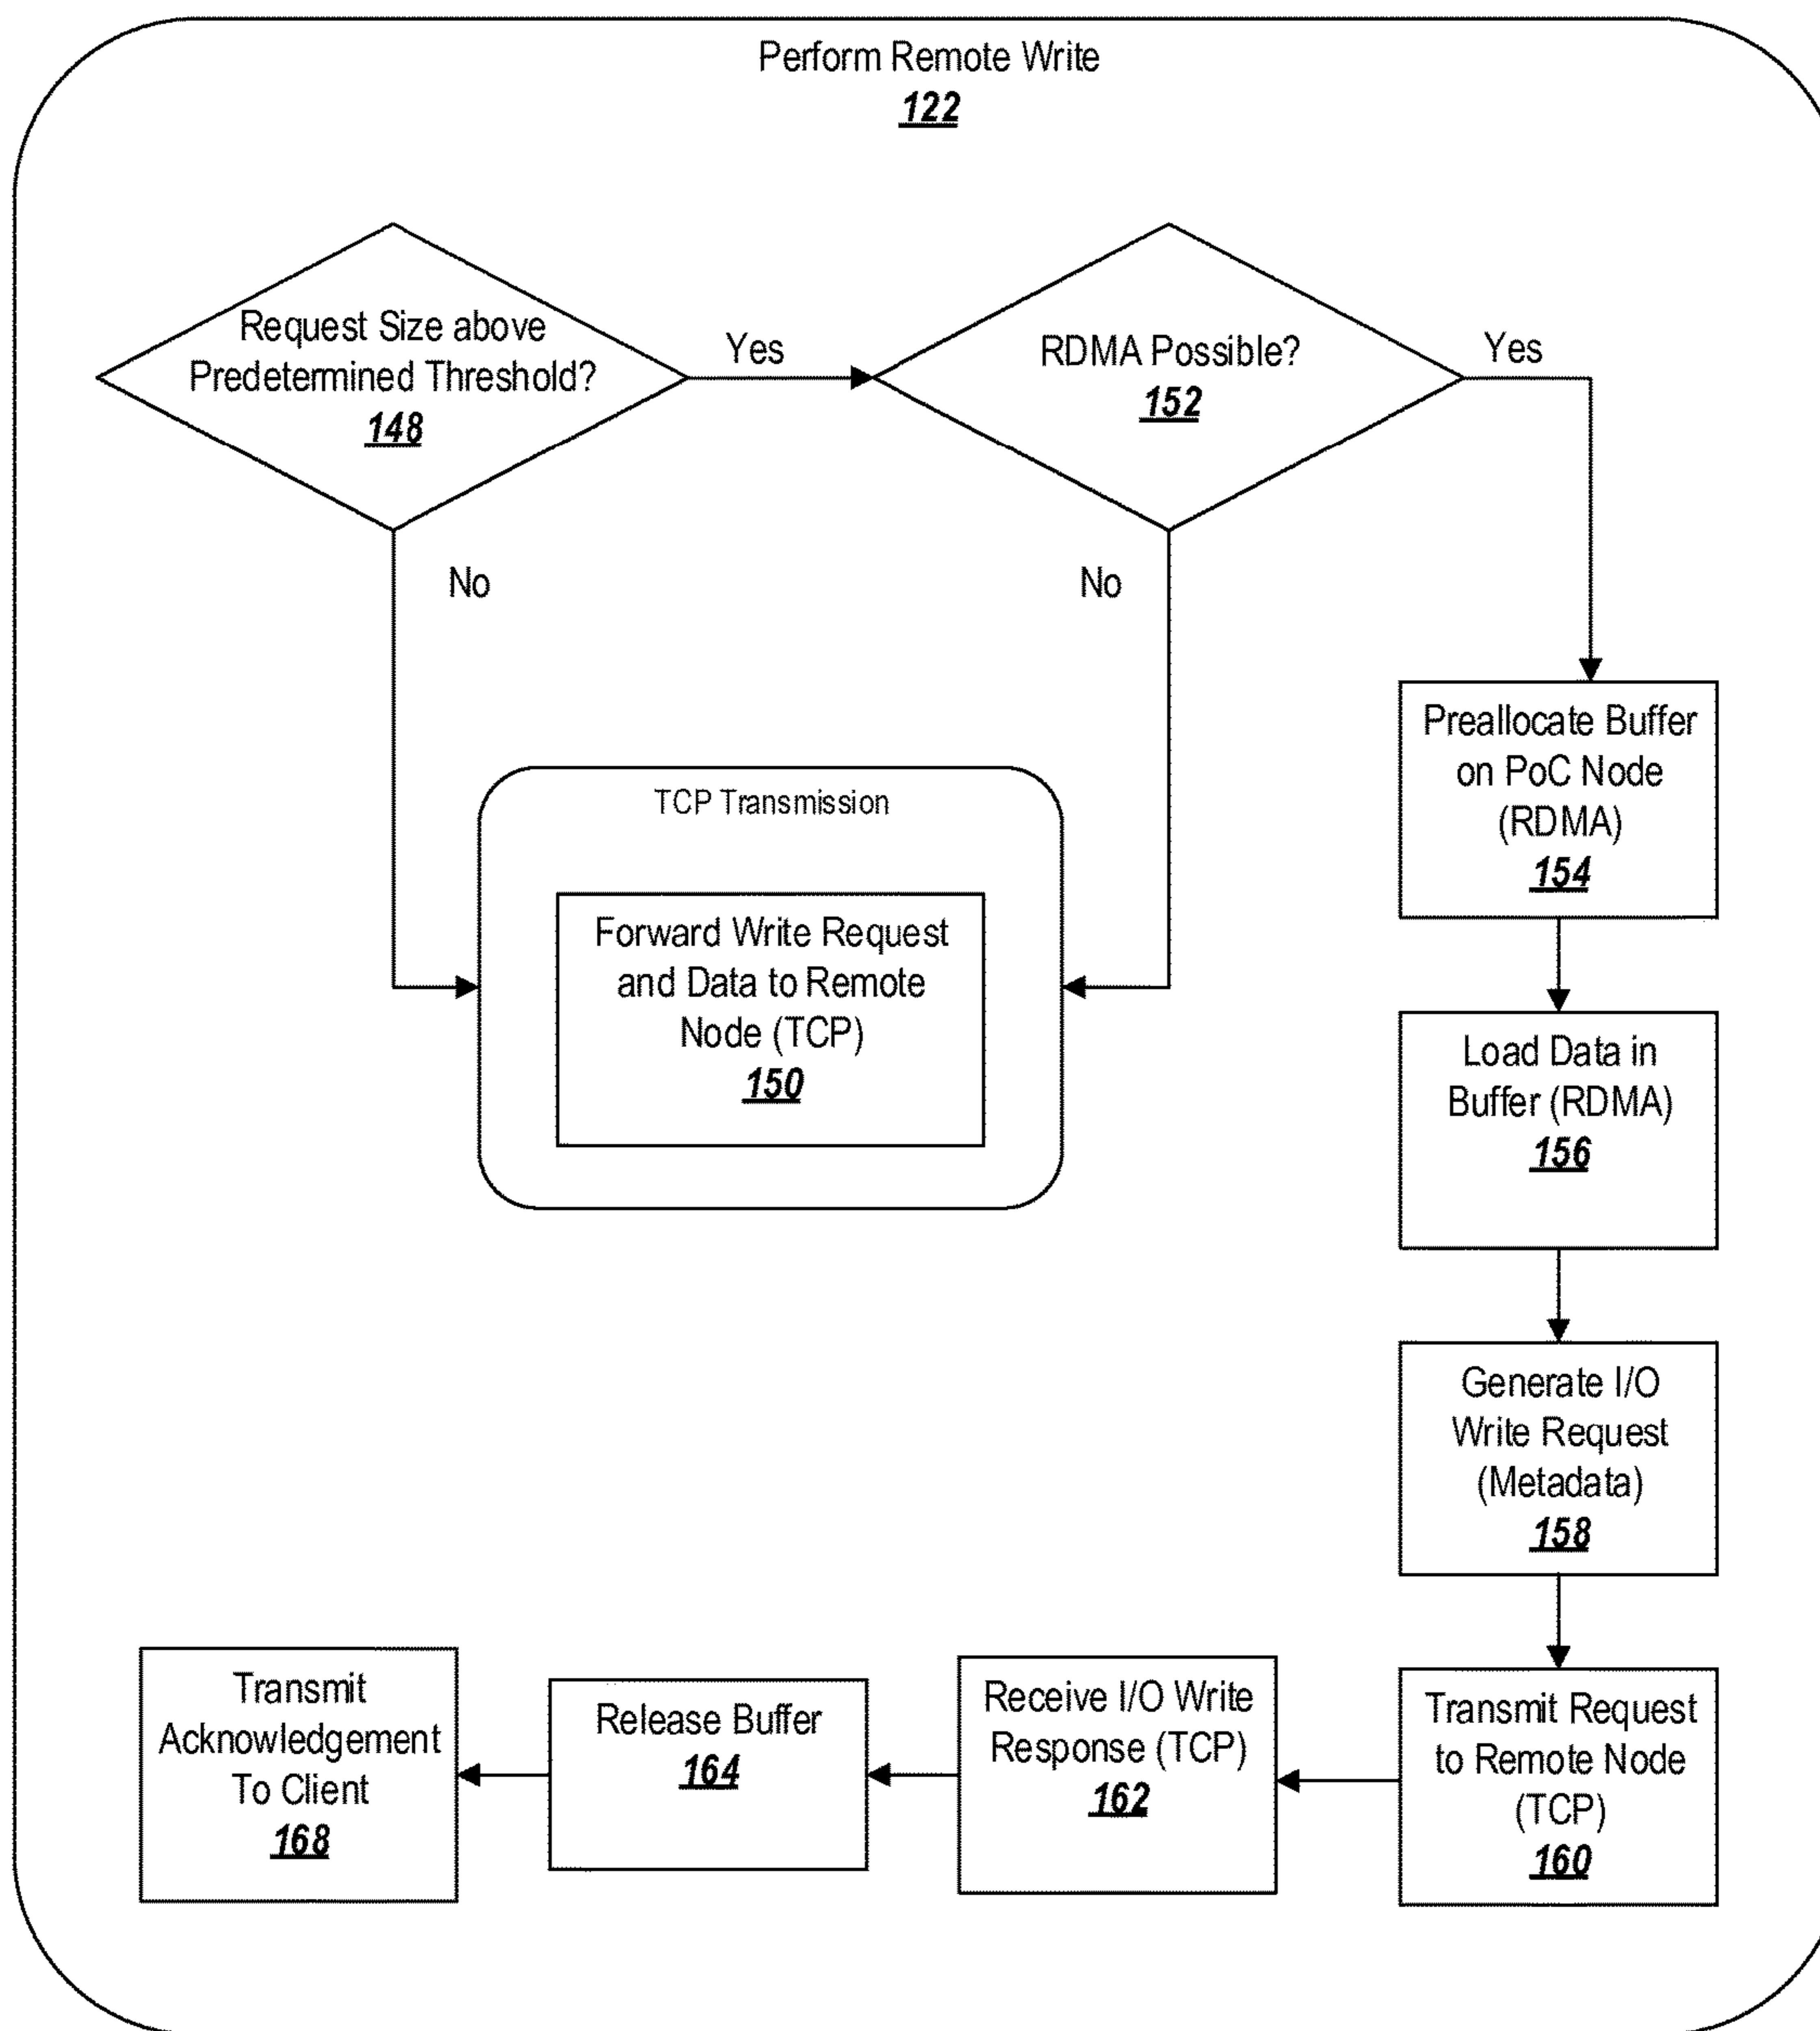 Perform Remote Write
122
Request Size above
Predetermined Threshold?
148
Yes
RDMA Possible?
152
Yes
No
No
Preallocate Buffer
on PoC Node
(RDMA)
154
TCP Transmission
Forward Write Request
and Data to Remote
Node (TCP)
150
Load Data in
Buffer (RDMA)
156
Generate I/O
Write Request
(Metadata)
158
Transmit Request
to Remote Node
(TCP)
160
Receive I/O Write
Response (TCP)
162
Release Buffer
164
Transmit
Acknowledgement
To Client
168